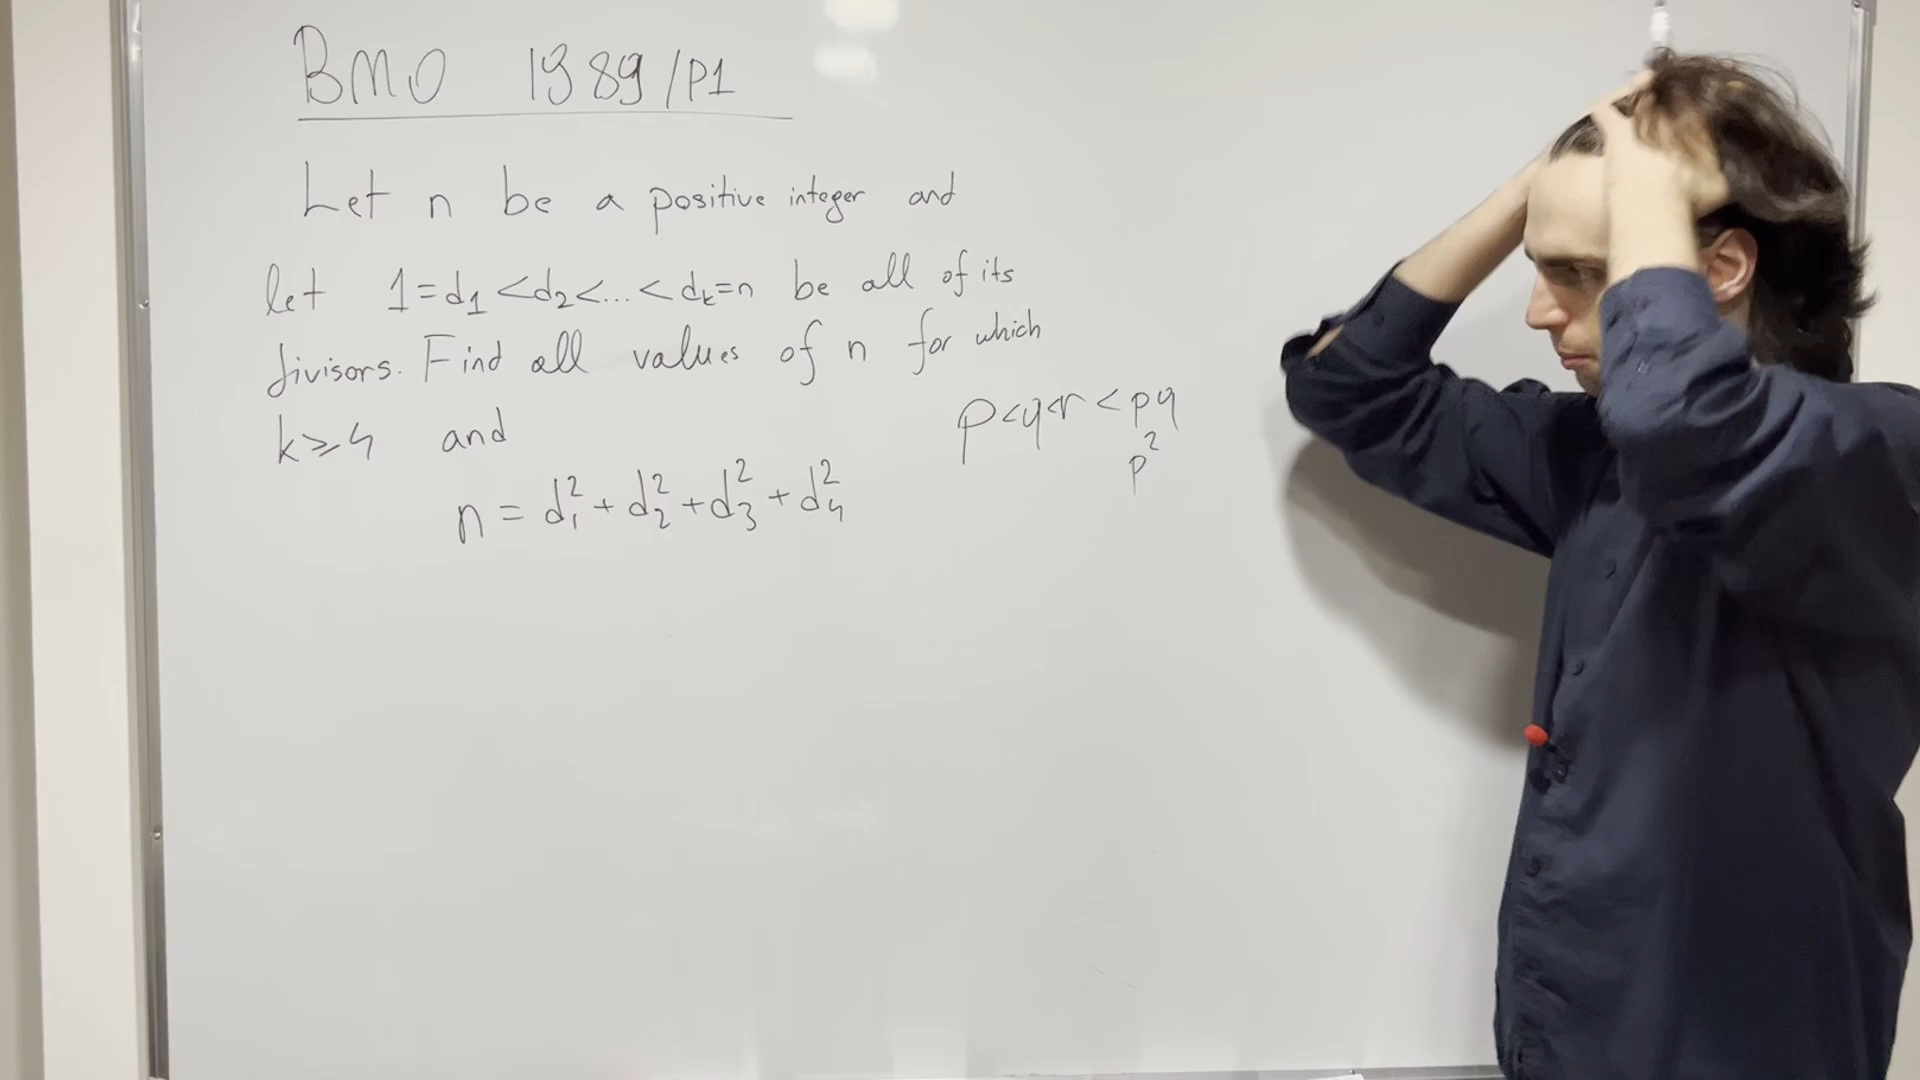 BMO 1989/P1
Let n be a positive integer and
let 1=d₁<d₂<...<dₖ=n be all of its
divisors. Find all values of n for which
k⩾4 and
p<q<r<pq
p²
n = d₁² + d₂² + d₃² + d₄²